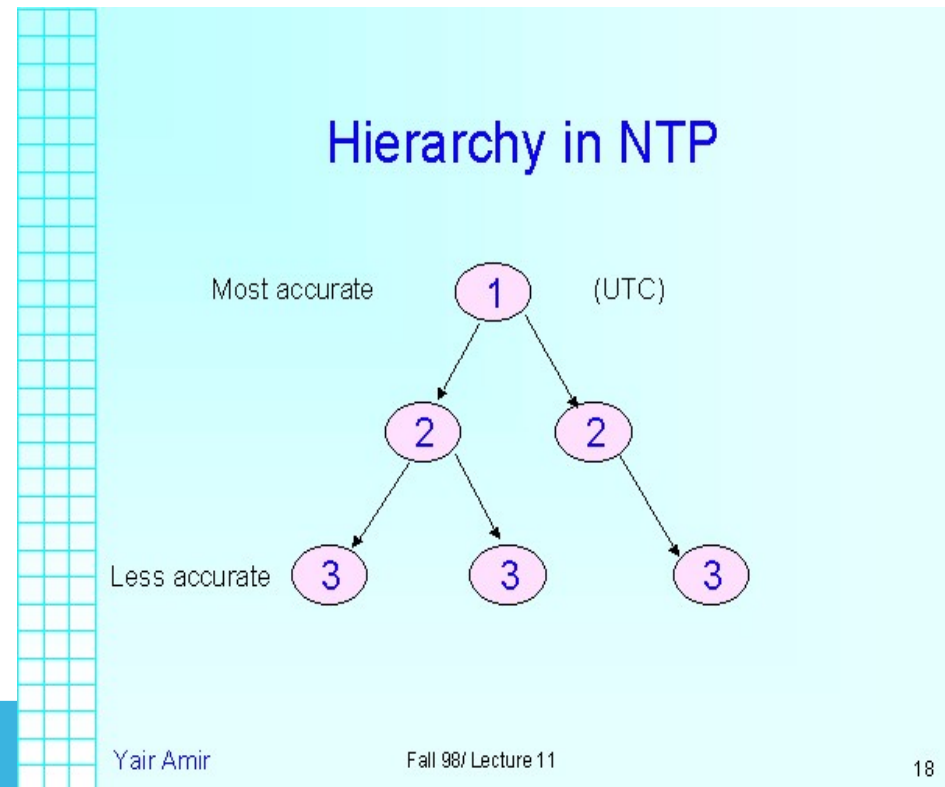 Hierarchy in NTP
Most accurate 1 (UTC)
2 2
Less accurate 3 3 3
Yair Amir Fall 98/ Lecture 11 18